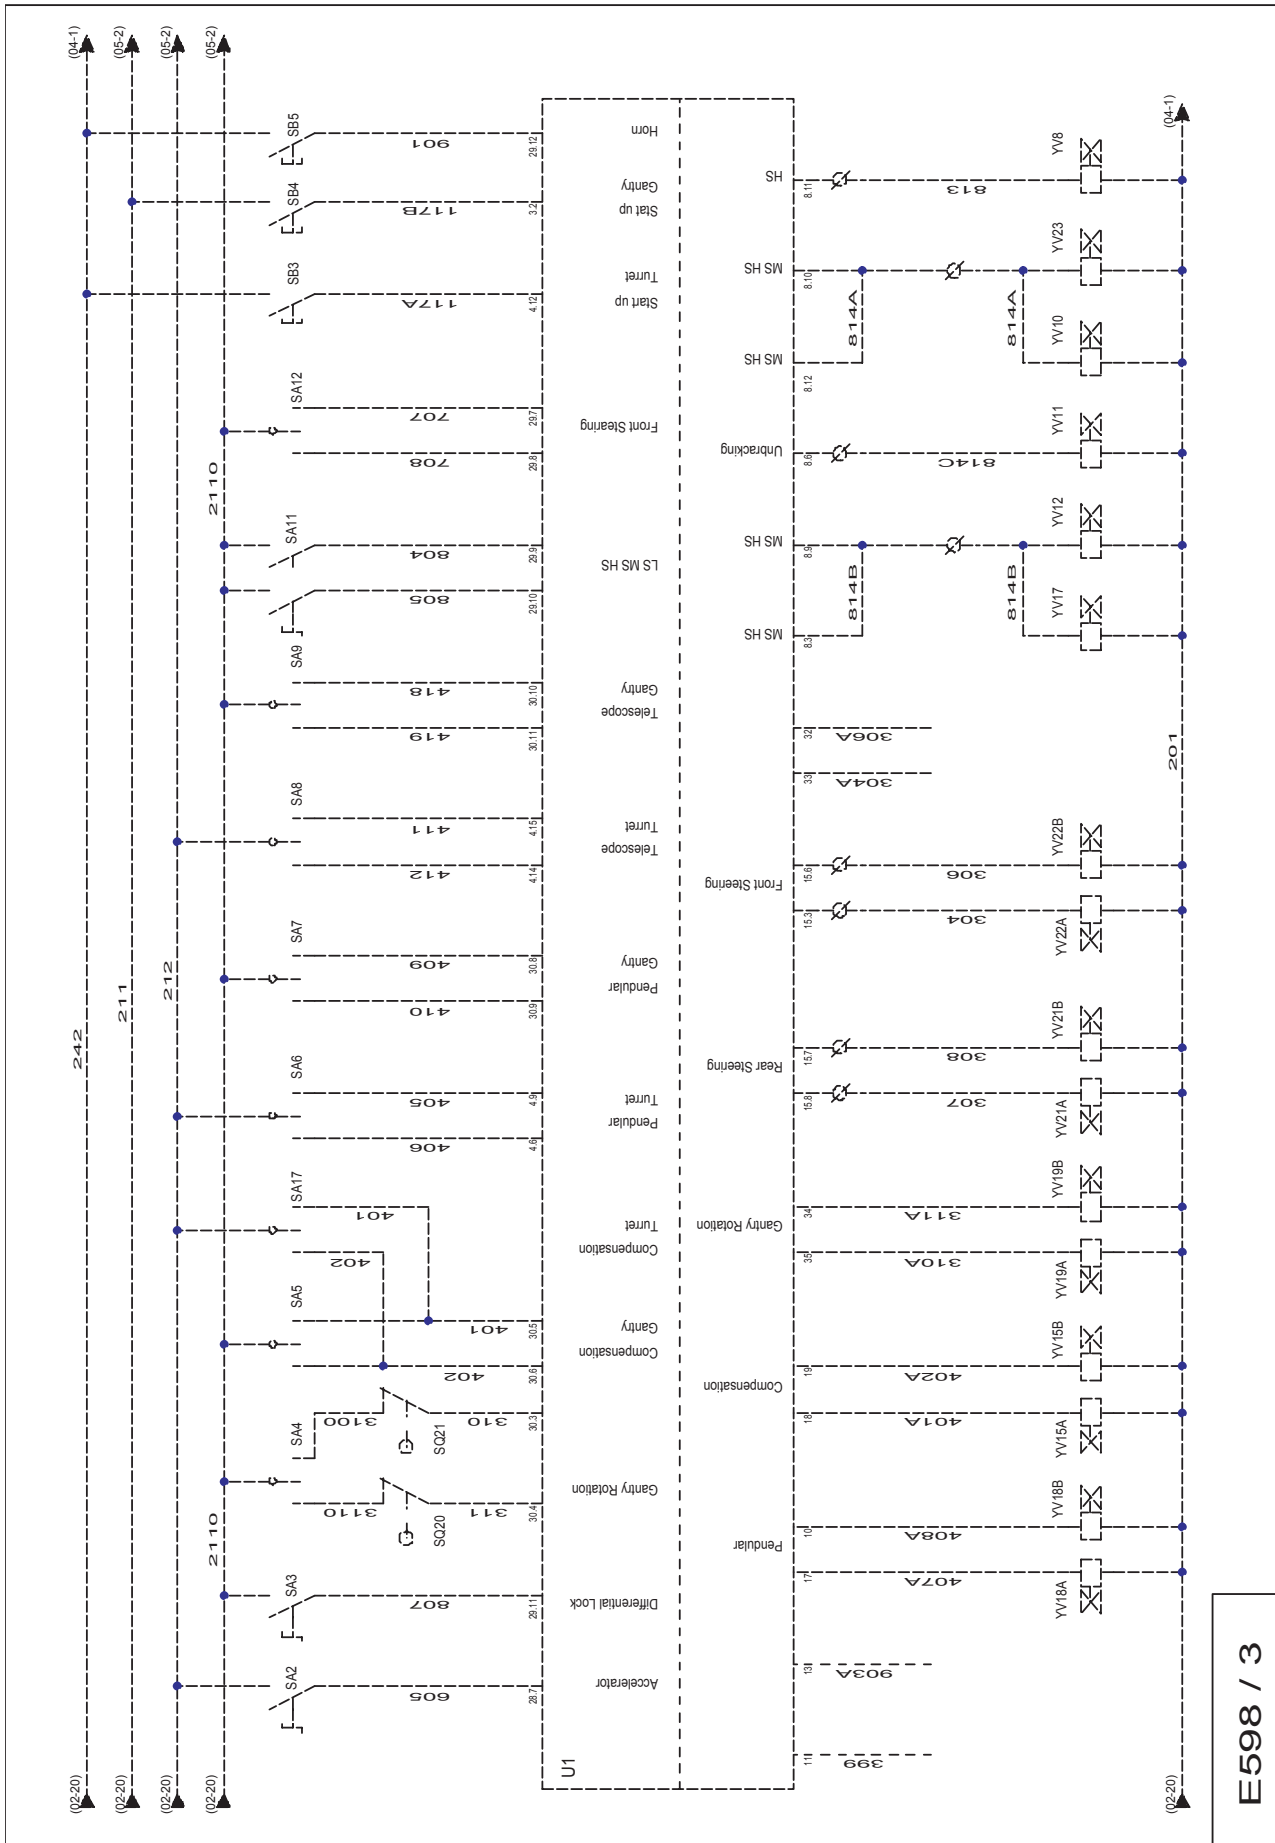 (02-20) 242 (04-1)
(02-20) 211 (05-2)
(02-20) 212 (05-2)
(02-20) 2110 2110 (05-2)
SA2 SA3 SA4 SA5 SA17 SA6 SA7 SA8 SA9 SA11 SA12 SB3 SB4 SB5
3110 3100 402 401
SQ20 SQ21
605 807 311 310 402 401 406 405 410 409 412 411 419 418 805 804 708 707 117A 117B 901
28.7 29.11 30.4 30.3 30.6 30.5 4.6 4.9 30.9 30.8 4.14 4.15 30.11 30.10 29.10 29.9 29.8 29.7 4.12 3.2 29.12
U1
Accelerator
Differential Lock
Gantry Rotation
Compensation Gantry
Compensation Turret
Pendular Turret
Pendular Gantry
Telescope Turret
Telescope Gantry
LS MS HS
Front Stearing
Start up Turret
Stat up Gantry
Horn
Pendular
Compensation
Gantry Rotation
Rear Steering
Front Steering
MS HS
MS HS
Unbracking
MS HS
MS HS
HS
11 13 17 10 18 19 35 34 15.8 15.7 15.3 15.6 33 32 8.3 8.9 8.6 8.12 8.10 8.11
399 903A 407A 408A 401A 402A 310A 311A 307 308 304 306 304A 306A
814B 814A
814C 813
814B 814A
YV18A YV18B YV15A YV15B YV19A YV19B YV21A YV21B YV22A YV22B YV17 YV12 YV11 YV10 YV23 YV8
(02-20) 201 (04-1)
E598 / 3